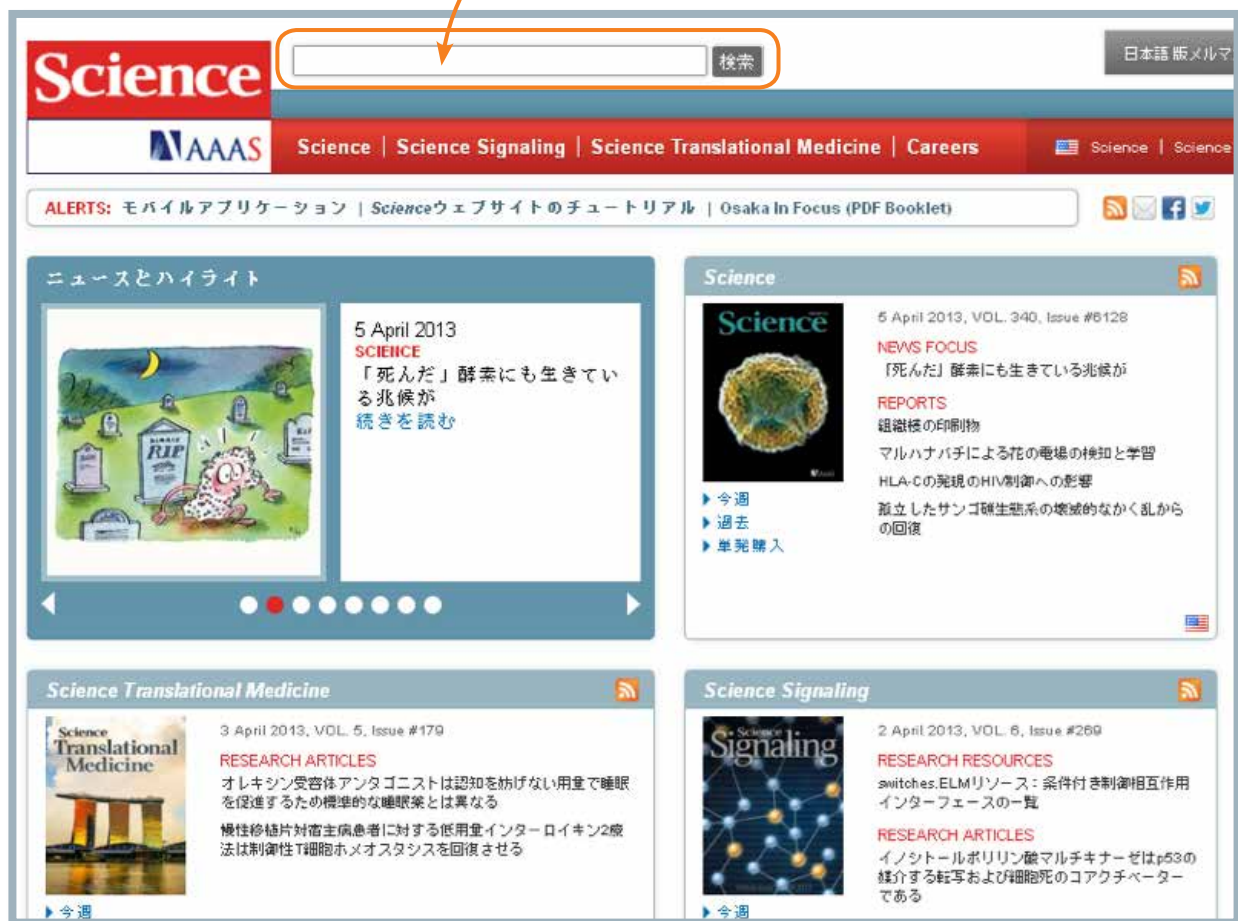 Science
検索
日本語版メルマ
AAAS
Science | Science Signaling | Science Translational Medicine | Careers
Science | Science
ALERTS: モバイルアプリケーション | Scienceウェブサイトのチュートリアル | Osaka In Focus (PDF Booklet)
ニュースとハイライト
RIP
5 April 2013
SCIENCE
「死んだ」酵素にも生きてい
る兆候が
続きを読む
Science
Science
5 April 2013, VOL. 340, Issue #6128
NEWS FOCUS
「死んだ」酵素にも生きている兆候が
REPORTS
組織様の印刷物
マルハナバチによる花の電場の検知と学習
HLA-Cの発現のHIV制御への影響
孤立したサンゴ礁生態系の壊滅的なかく乱から
の回復
今週
過去
単発購入
Science Translational Medicine
Science
Translational
Medicine
3 April 2013, VOL. 5, Issue #179
RESEARCH ARTICLES
オレキシン受容体アンタゴニストは認知を妨げない用量で睡眠
を促進するため標準的な睡眠薬とは異なる
慢性移植片対宿主病患者に対する低用量インターロイキン2療
法は制御性T細胞ホメオスタシスを回復させる
今週
Science Signaling
Science
Signaling
2 April 2013, VOL. 6, Issue #269
RESEARCH RESOURCES
switches.ELMリソース：条件付き制御相互作用
インターフェースの一覧
RESEARCH ARTICLES
イノシトールポリリン酸マルチキナーゼはp53の
媒介する転写および細胞死のコアクチベーター
である
今週